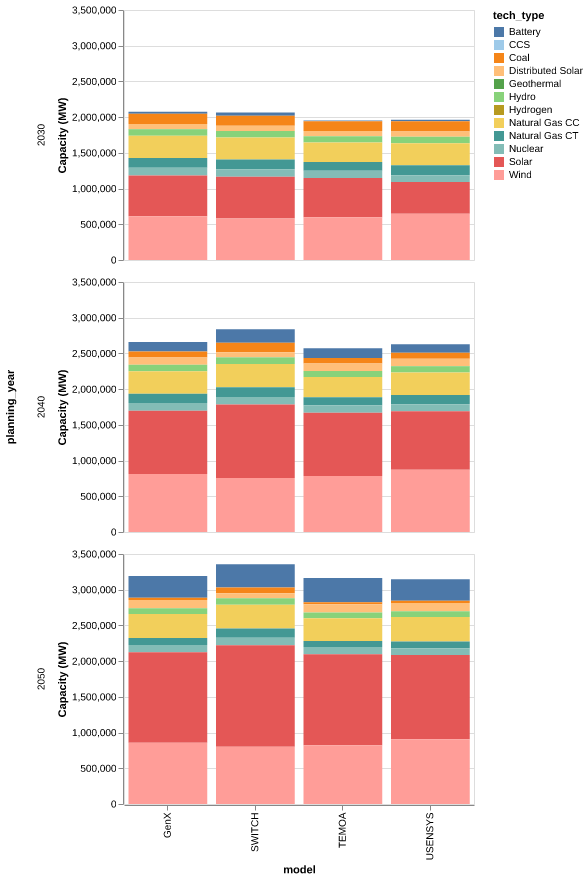 tech_type
Battery
CCS
Coal
Distributed Solar
Geothermal
Hydro
Hydrogen
Natural Gas CC
Natural Gas CT
Nuclear
Solar
Wind
planning_year
2030
Capacity (MW)
3,500,000
3,000,000
2,500,000
2,000,000
1,500,000
1,000,000
500,000
0
2040
Capacity (MW)
3,500,000
3,000,000
2,500,000
2,000,000
1,500,000
1,000,000
500,000
0
2050
Capacity (MW)
3,500,000
3,000,000
2,500,000
2,000,000
1,500,000
1,000,000
500,000
0
GenX
SWITCH
TEMOA
USENSYS
model